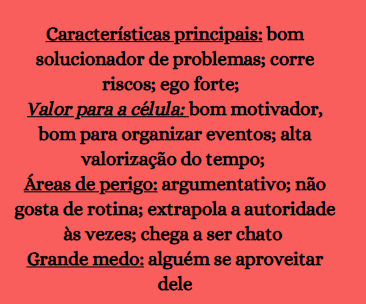 Características principais: bom
solucionador de problemas; corre
riscos; ego forte;
Valor para a célula: bom motivador,
bom para organizar eventos; alta
valorização do tempo;
Áreas de perigo: argumentativo; não
gosta de rotina; extrapola a autoridade
às vezes; chega a ser chato
Grande medo: alguém se aproveitar
dele